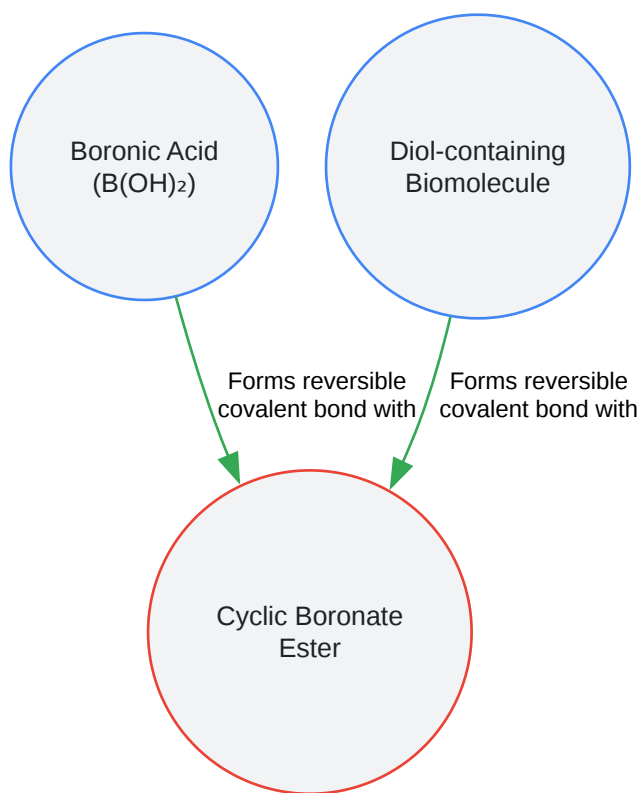 Boronic Acid
(B(OH)₂)
Diol-containing
Biomolecule
Forms reversible
covalent bond with
Forms reversible
covalent bond with
Cyclic Boronate
Ester